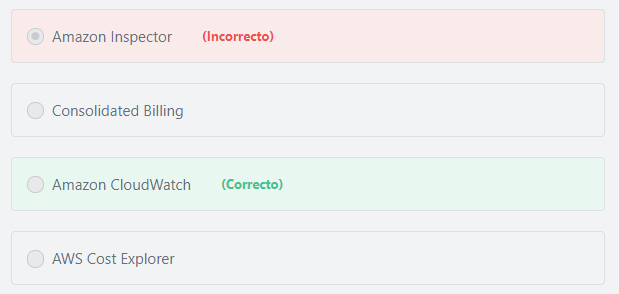 Amazon Inspector (Incorrecto)
Consolidated Billing
Amazon CloudWatch (Correcto)
AWS Cost Explorer